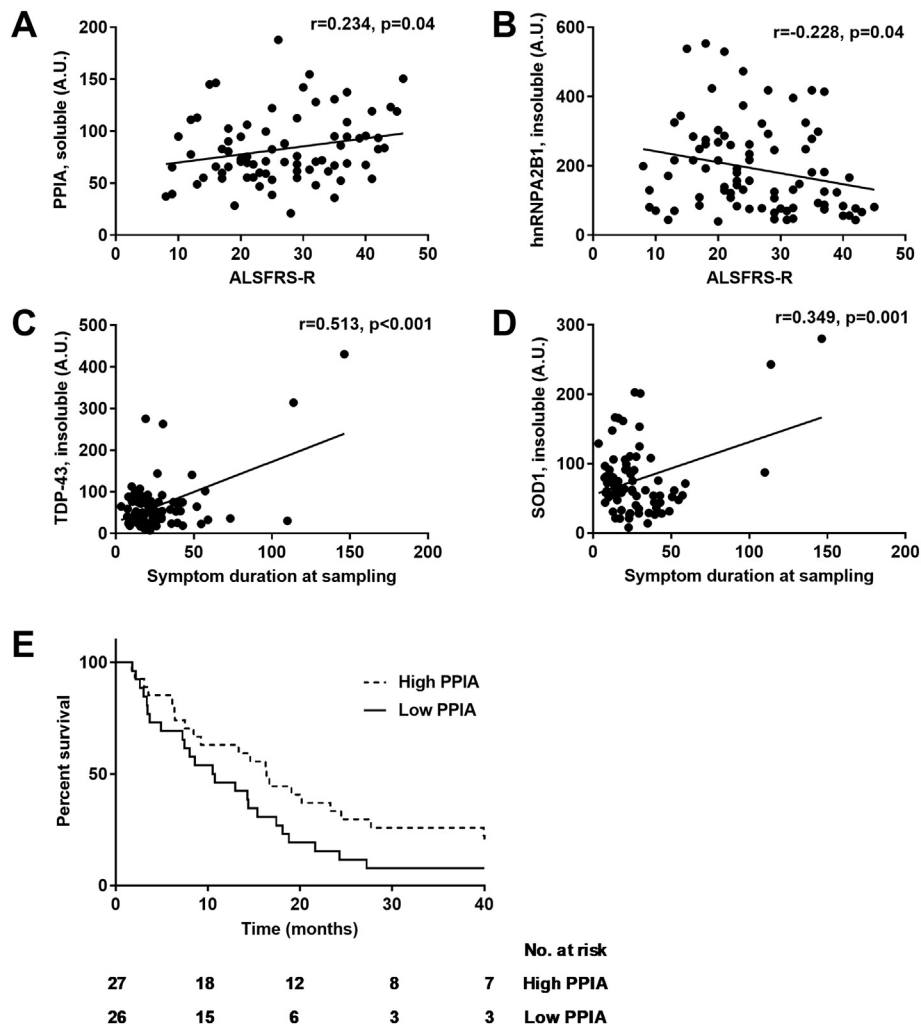 A
r=0.234, p=0.04
PPIA, soluble (A.U.)
200
150
100
50
0
0 10 20 30 40 50
ALSFRS-R
B
r=-0.228, p=0.04
hnRNPA2B1, insoluble (A.U.)
600
400
200
0
0 10 20 30 40 50
ALSFRS-R
C
r=0.513, p<0.001
TDP-43, insoluble (A.U.)
500
400
300
200
100
0
0 50 100 150 200
Symptom duration at sampling
D
r=0.349, p=0.001
SOD1, insoluble (A.U.)
300
200
100
0
0 50 100 150 200
Symptom duration at sampling
E
Percent survival
100
50
0
High PPIA
Low PPIA
0 10 20 30 40
Time (months)
No. at risk
27 18 12 8 7 High PPIA
26 15 6 3 3 Low PPIA